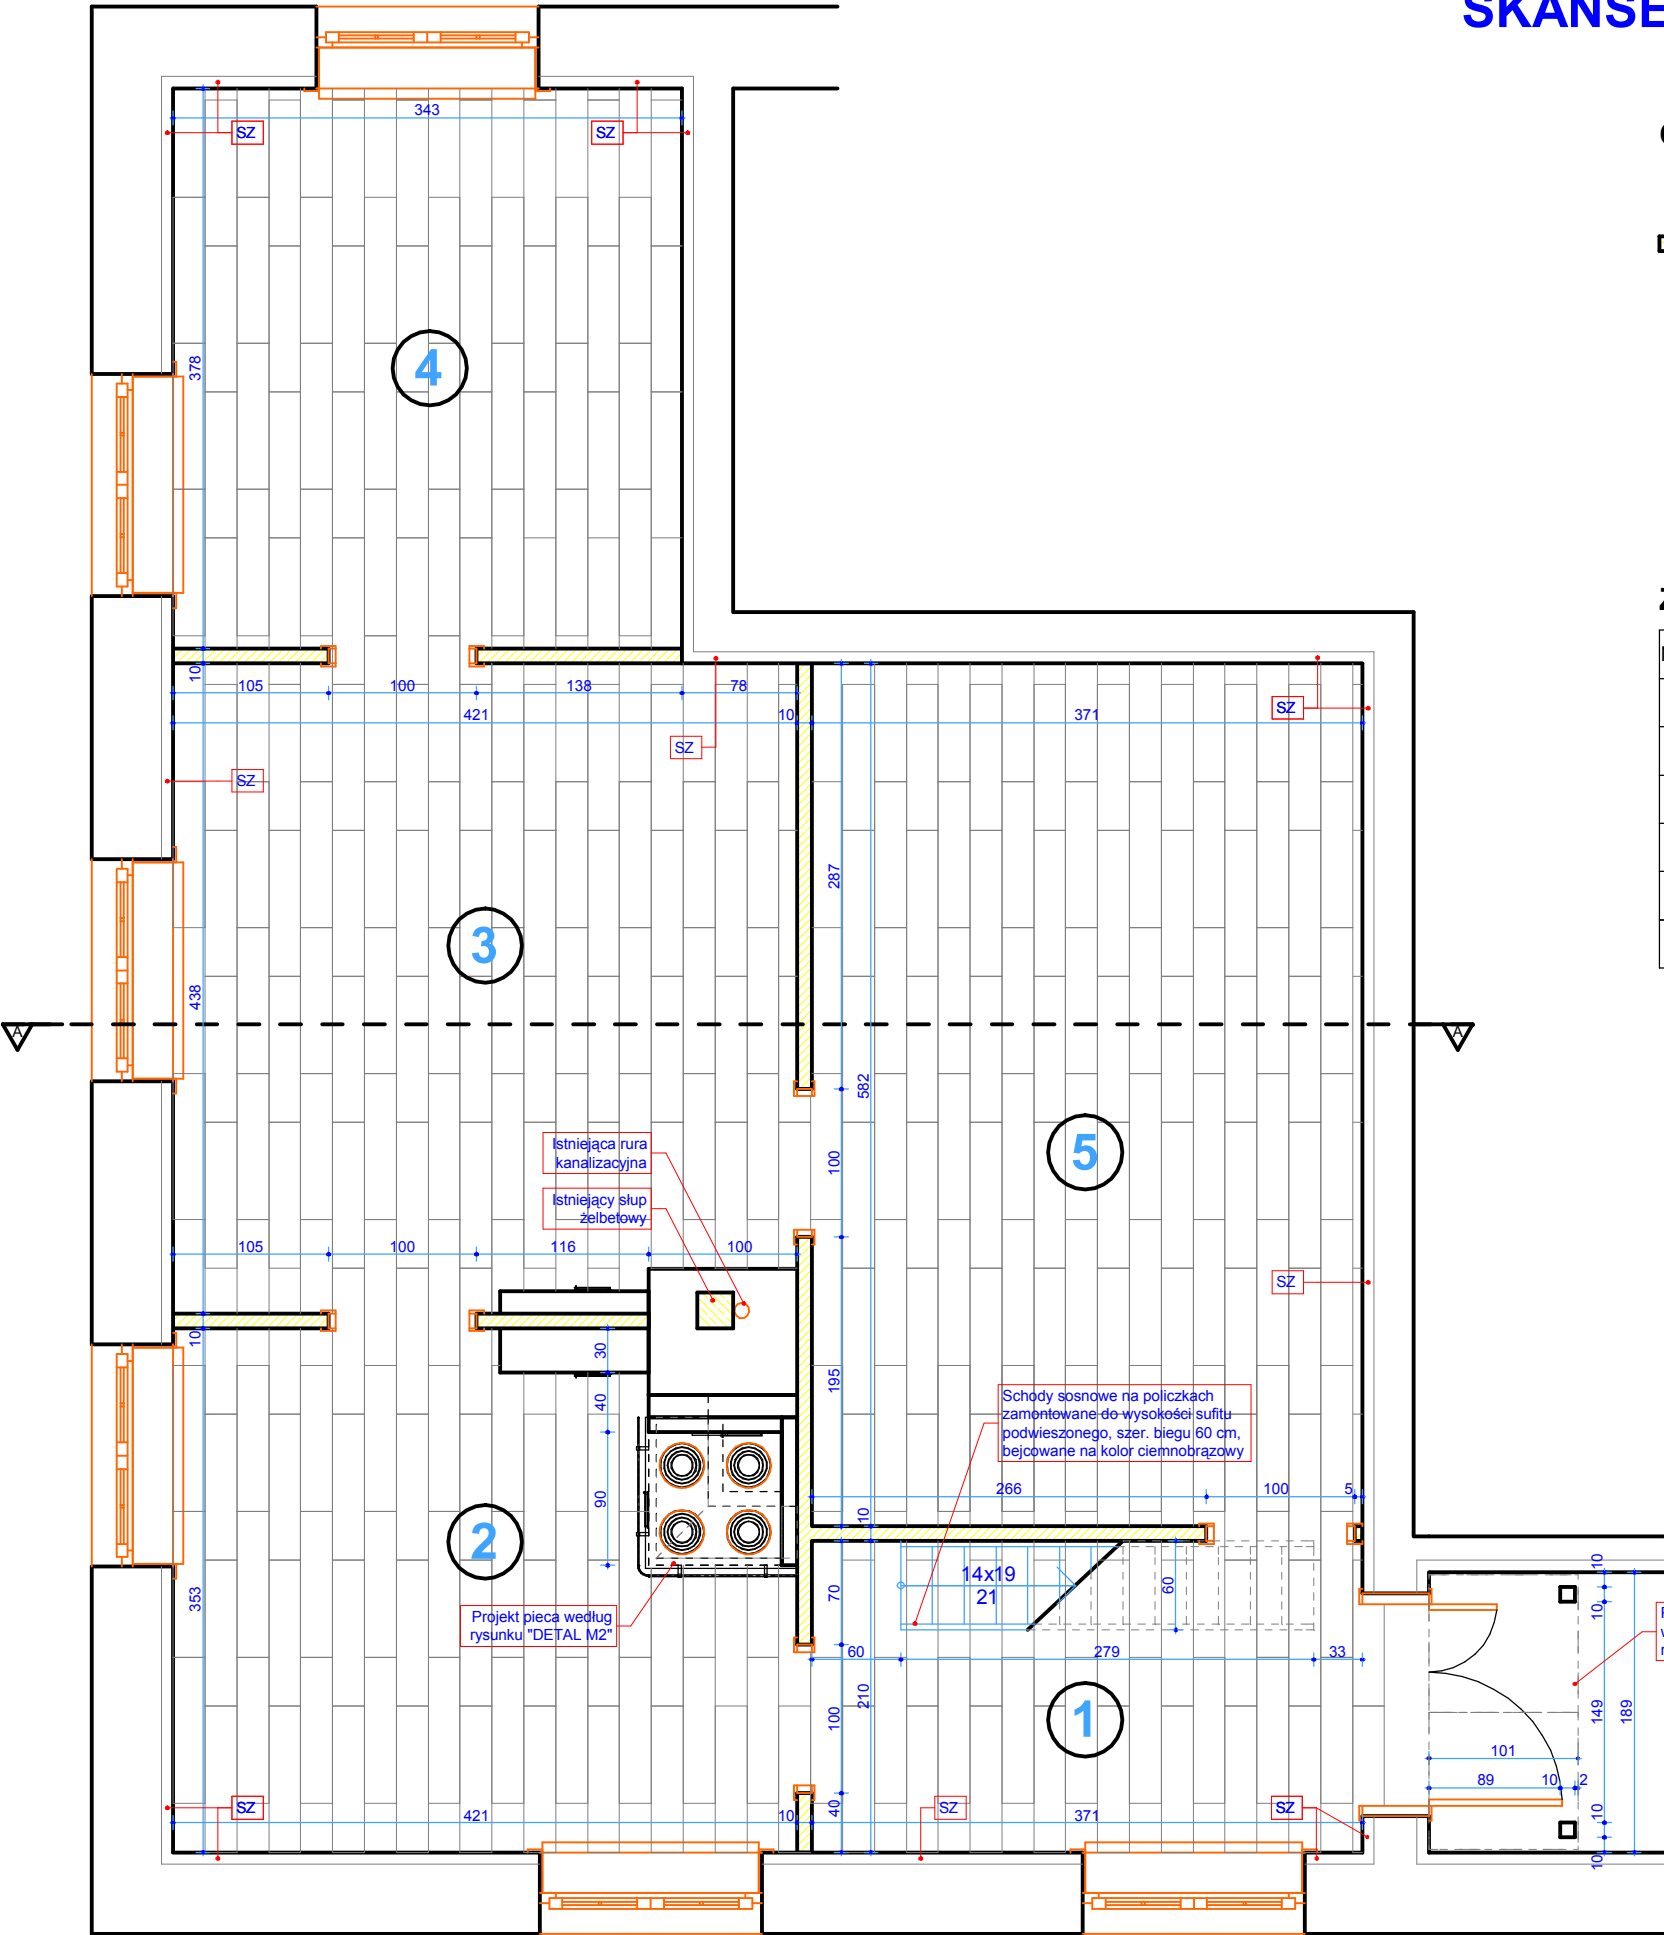 SKANSE
343
SZ
SZ
4
378
10
105
100
138
78
421
10
371
SZ
SZ
SZ
287
3
438
A
A
582
Istniejąca rura
kanalizacyjna
Istniejący słup
żelbetowy
100
5
105
100
116
100
SZ
10
30
40
195
Schody sosnowe na policzkach
zamontowane do wysokości sufitu
podwieszonego, szer. biegu 60 cm,
bejcowane na kolor ciemnobrązowy
90
266
100
5
10
2
14x19
21
60
70
353
Projekt pieca według
rysunku "DETAL M2"
60
279
33
210
100
1
10
10
149
189
101
89
10
2
SZ
SZ
SZ
421
10
40
371
10
10